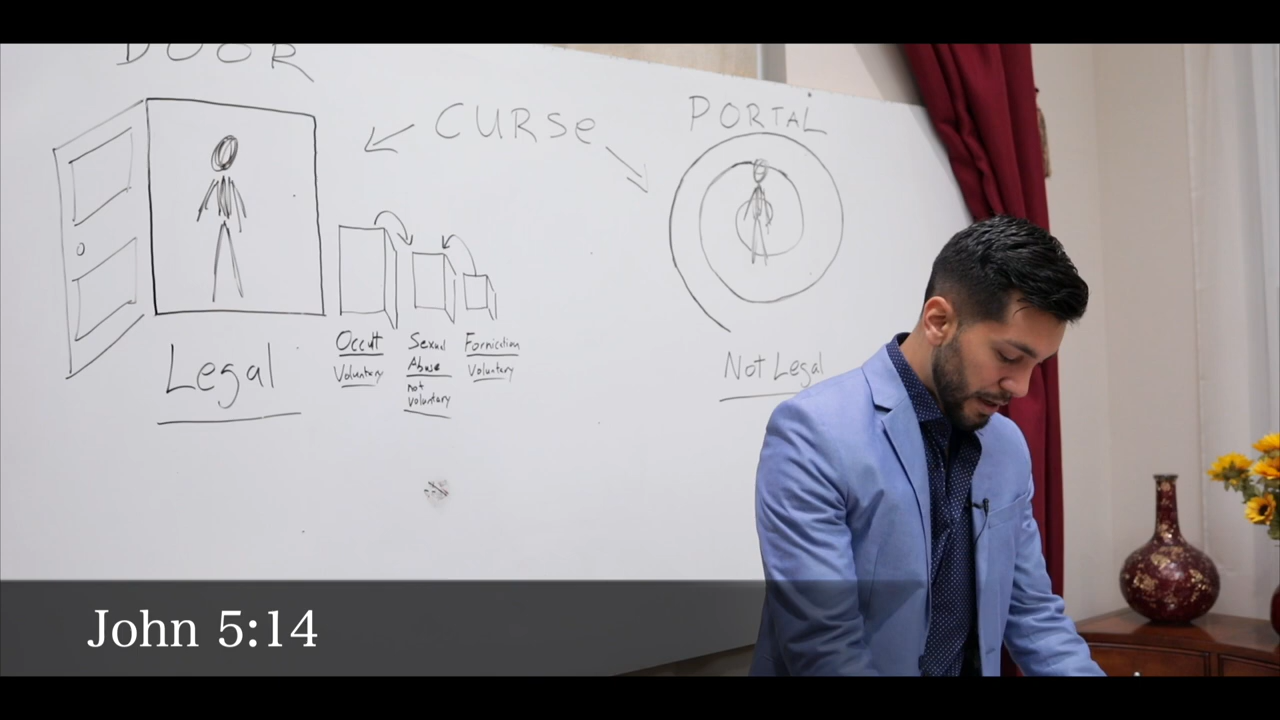 DOOR
CURSE
PORTAL
Legal
Occult
Voluntary
Sexual
Abuse
not
Voluntary
Fornication
Voluntary
Not Legal
John 5:14